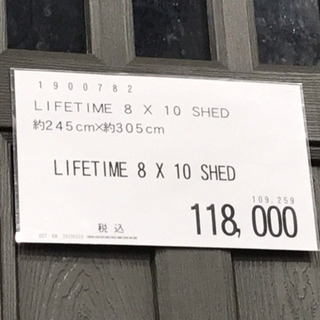 1900782
LIFETIME 8 X 10 SHED
約245cm×約305cm
LIFETIME 8 X 10 SHED
109,259
税込
118,000